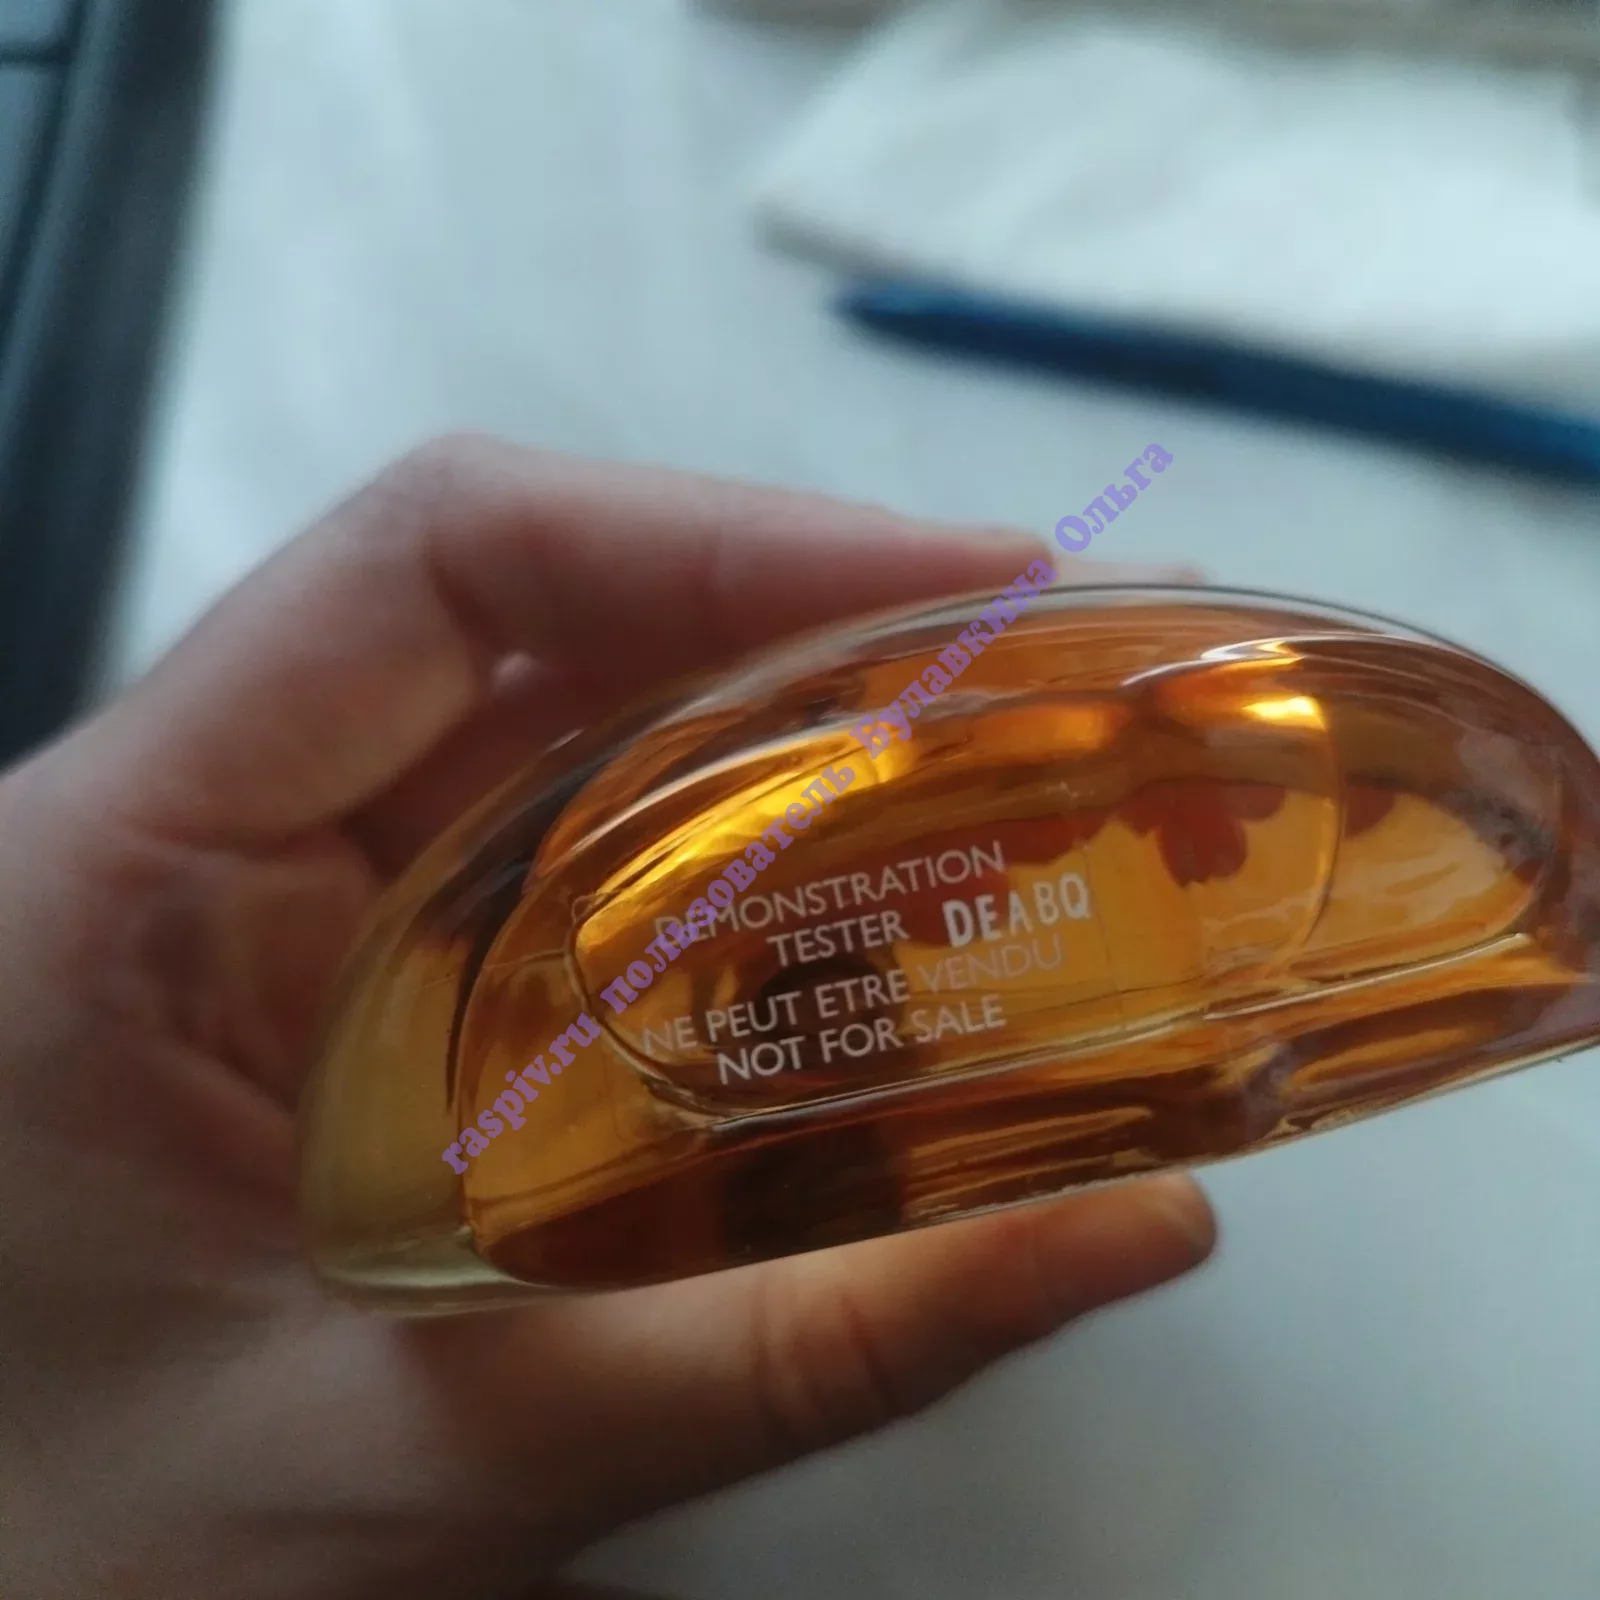 DEMONSTRATION
TESTER DEABQ
NE PEUT ETRE VENDU
NOT FOR SALE
raspiv.ru пользователь Булавкина Ольга